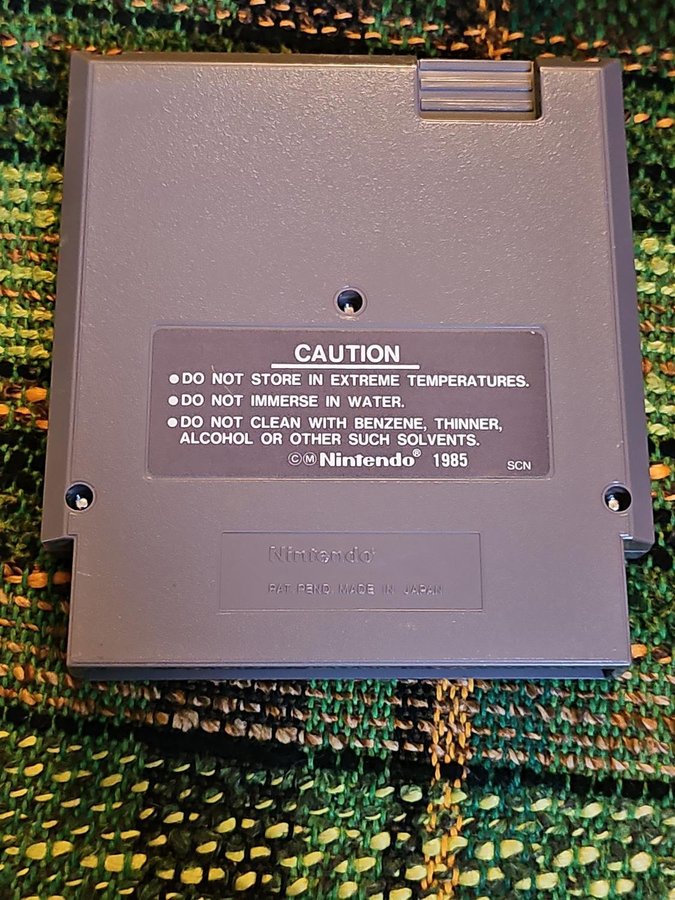 CAUTION
●DO NOT STORE IN EXTREME TEMPERATURES.
●DO NOT IMMERSE IN WATER.
●DO NOT CLEAN WITH BENZENE, THINNER,
ALCOHOL OR OTHER SUCH SOLVENTS.
©Ⓜ Nintendo® 1985 SCN
Nintendo®
PAT. PEND. MADE IN JAPAN